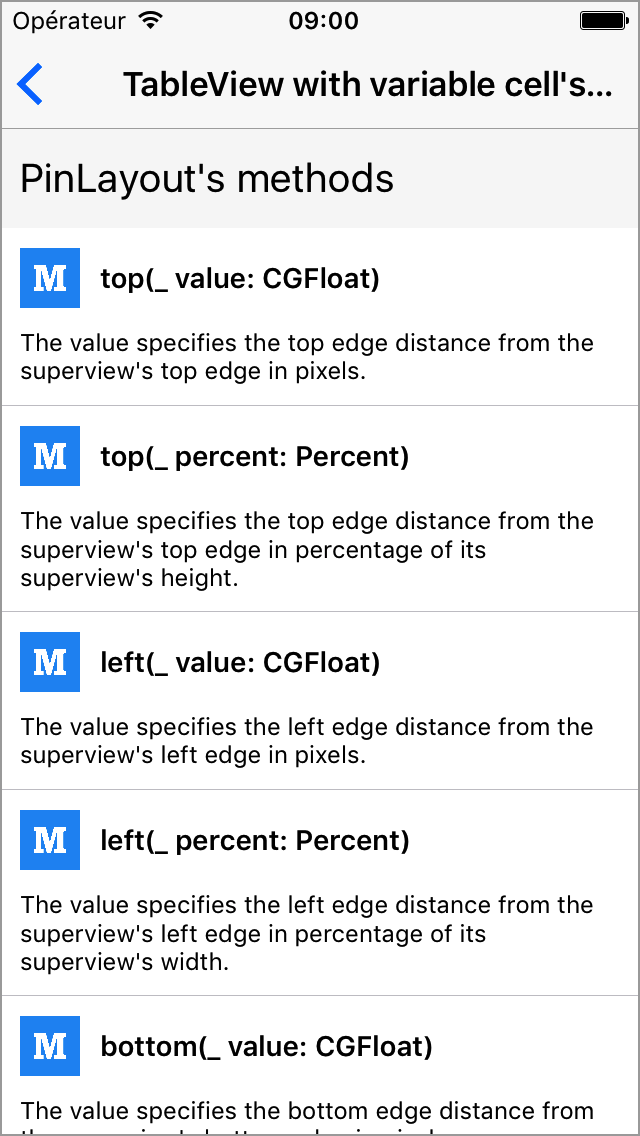 Opérateur 09:00
TableView with variable cell's...
PinLayout's methods
M top(_ value: CGFloat)
The value specifies the top edge distance from the
superview's top edge in pixels.
M top(_ percent: Percent)
The value specifies the top edge distance from the
superview's top edge in percentage of its
superview's height.
M left(_ value: CGFloat)
The value specifies the left edge distance from the
superview's left edge in pixels.
M left(_ percent: Percent)
The value specifies the left edge distance from the
superview's left edge in percentage of its
superview's width.
M bottom(_ value: CGFloat)
The value specifies the bottom edge distance from